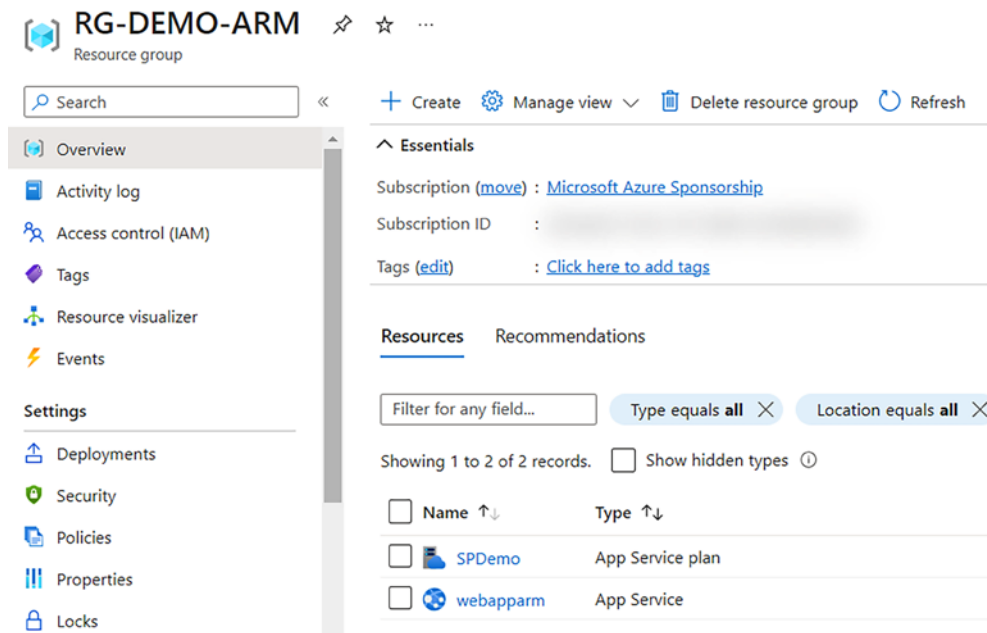 RG-DEMO-ARM
Resource group
Search
Overview
Activity log
Access control (IAM)
Tags
Resource visualizer
Events
Settings
Deployments
Security
Policies
Properties
Locks
Create Manage view Delete resource group Refresh
Essentials
Subscription (move) : Microsoft Azure Sponsorship
Subscription ID :
Tags (edit) : Click here to add tags
Resources Recommendations
Filter for any field... Type equals all Location equals all
Showing 1 to 2 of 2 records. Show hidden types
Name Type
SPDemo App Service plan
webapparm App Service